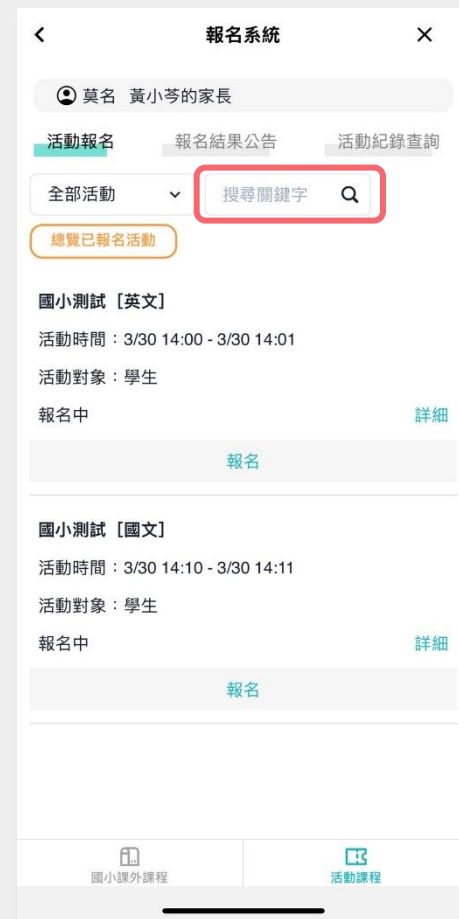 報名系統
莫名 黃小芩的家長
活動報名 報名結果公告 活動紀錄查詢
全部活動 搜尋關鍵字
總覽已報名活動
國小測試［英文］
活動時間：3/30 14:00 - 3/30 14:01
活動對象：學生
報名中 詳細
報名
國小測試［國文］
活動時間：3/30 14:10 - 3/30 14:11
活動對象：學生
報名中 詳細
報名
國小課外課程 活動課程